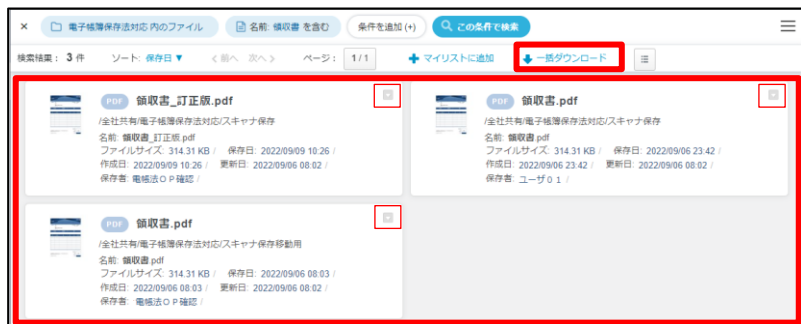 × 電子帳簿保存法対応 内のファイル 名前: 領収書 を含む 条件を追加 (+) この条件で検索
検索結果： 3 件 ソート: 保存日▼ < 前へ 次へ > ページ: 1 / 1 マイリストに追加 一括ダウンロード
PDF 領収書_訂正版.pdf
/全社共有/電子帳簿保存法対応/スキャナ保存
名前: 領収書_訂正版.pdf
ファイルサイズ: 314.31 KB / 保存日: 2022/09/09 10:26 /
作成日: 2022/09/09 10:26 / 更新日: 2022/09/06 08:02 /
保存者: 電帳法ＯＰ確認 /
PDF 領収書.pdf
/全社共有/電子帳簿保存法対応/スキャナ保存
名前: 領収書.pdf
ファイルサイズ: 314.31 KB / 保存日: 2022/09/06 23:42 /
作成日: 2022/09/06 23:42 / 更新日: 2022/09/06 08:02 /
保存者: ユーザ０１ /
PDF 領収書.pdf
/全社共有/電子帳簿保存法対応/スキャナ保存移動用
名前: 領収書.pdf
ファイルサイズ: 314.31 KB / 保存日: 2022/09/06 08:03 /
作成日: 2022/09/06 08:03 / 更新日: 2022/09/06 08:02 /
保存者: 電帳法ＯＰ確認 /